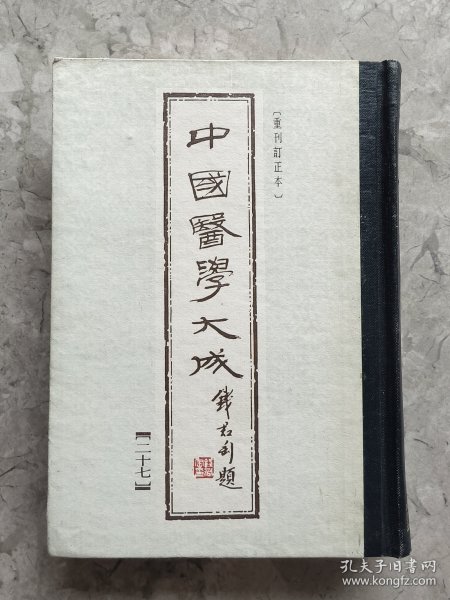 〔重刊訂正本〕
中國醫學大成
錢君匋題
【二十七】
孔夫子旧书网
www.kongfz.com